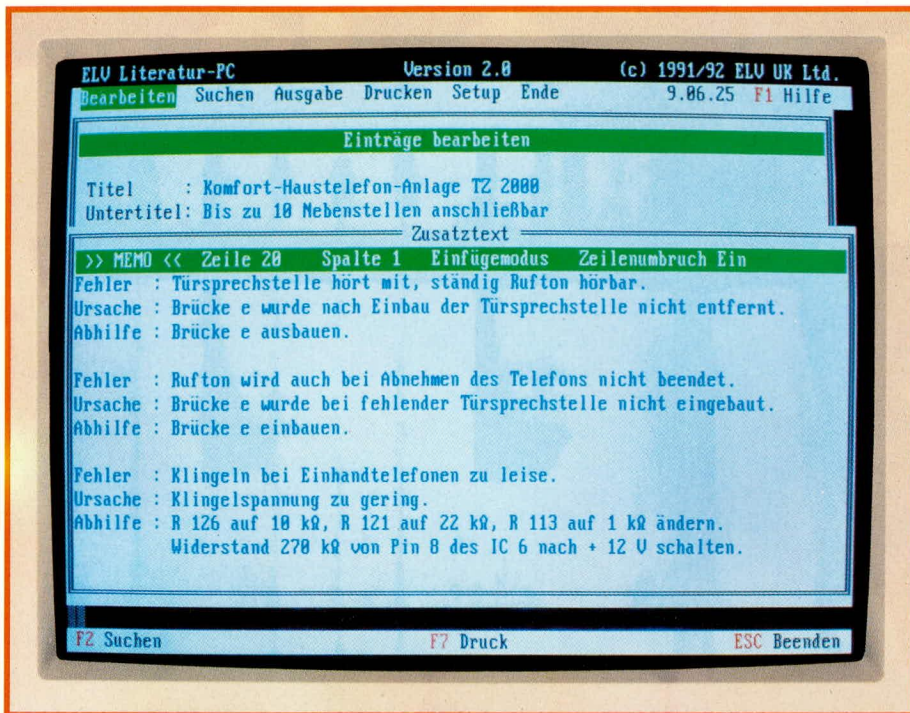 ELV Literatur-PC Version 2.0 (c) 1991/92 ELV UK Ltd.
Bearbeiten Suchen Ausgabe Drucken Setup Ende 9.06.25 F1 Hilfe
Einträge bearbeiten
Titel : Komfort-Haustelefon-Anlage TZ 2000
Untertitel: Bis zu 10 Nebenstellen anschließbar
Zusatztext
>> MEMO << Zeile 20 Spalte 1 Einfügemodus Zeilenumbruch Ein
Fehler : Türsprechstelle hört mit, ständig Rufton hörbar.
Ursache : Brücke e wurde nach Einbau der Türsprechstelle nicht entfernt.
Abhilfe : Brücke e ausbauen.
Fehler : Rufton wird auch bei Abnehmen des Telefons nicht beendet.
Ursache : Brücke e wurde bei fehlender Türsprechstelle nicht eingebaut.
Abhilfe : Brücke e einbauen.
Fehler : Klingeln bei Einhandtelefonen zu leise.
Ursache : Klingelspannung zu gering.
Abhilfe : R 126 auf 10 kΩ, R 121 auf 22 kΩ, R 113 auf 1 kΩ ändern.
Widerstand 270 kΩ von Pin 8 des IC 6 nach + 12 V schalten.
F2 Suchen F7 Druck ESC Beenden